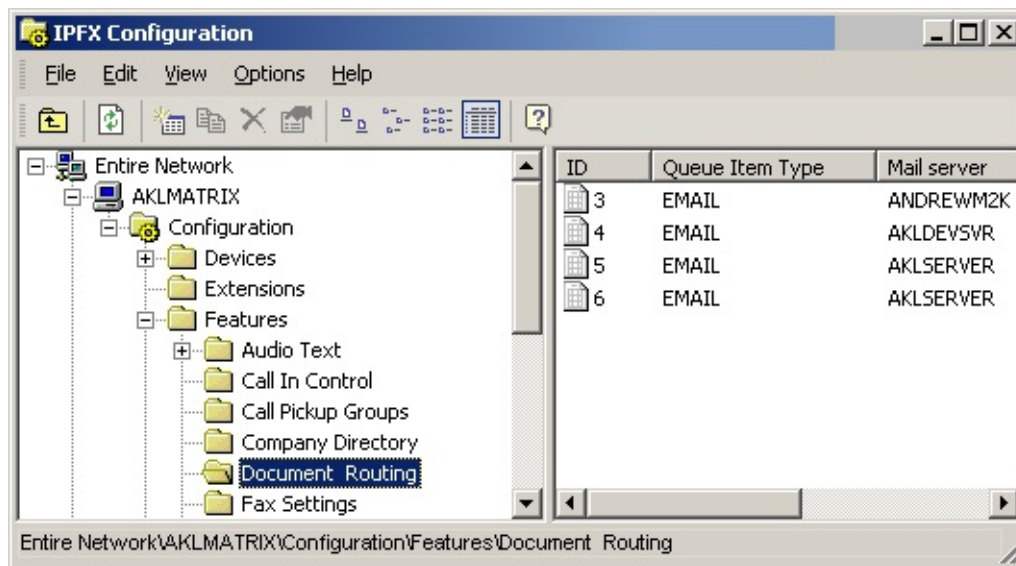 IPFX Configuration
File Edit View Options Help
Entire Network
AKLMATRIX
Configuration
Devices
Extensions
Features
Audio Text
Call In Control
Call Pickup Groups
Company Directory
Document  Routing
Fax Settings
ID Queue Item Type Mail server
3 EMAIL ANDREWM2K
4 EMAIL AKLDEVSVR
5 EMAIL AKLSERVER
6 EMAIL AKLSERVER
Entire Network\AKLMATRIX\Configuration\Features\Document  Routing